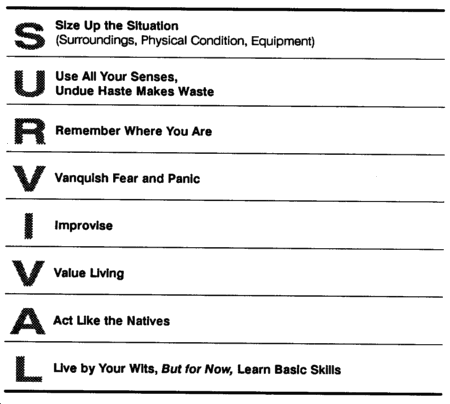 S Size Up the Situation
(Surroundings, Physical Condition, Equipment)
U Use All Your Senses,
Undue Haste Makes Waste
R Remember Where You Are
V Vanquish Fear and Panic
I Improvise
V Value Living
A Act Like the Natives
L Live by Your Wits, But for Now, Learn Basic Skills